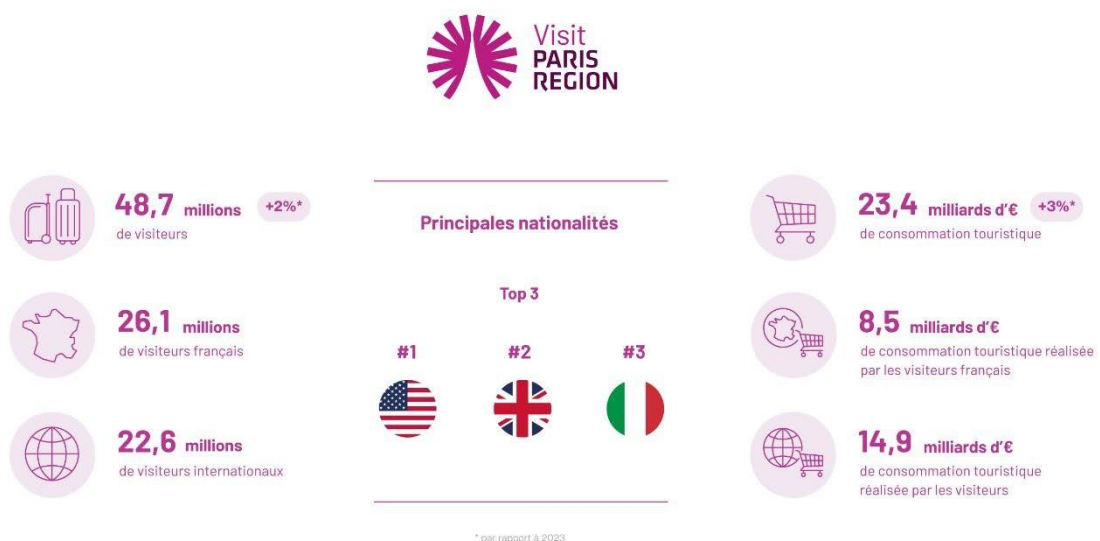 Visit
PARIS
REGION
48,7 millions +2%*
de visiteurs
26,1 millions
de visiteurs français
22,6 millions
de visiteurs internationaux
Principales nationalités
Top 3
#1 #2 #3
23,4 milliards d'€ +3%*
de consommation touristique
8,5 milliards d'€
de consommation touristique réalisée
par les visiteurs français
14,9 milliards d'€
de consommation touristique
réalisée par les visiteurs
* par rapport à 2023